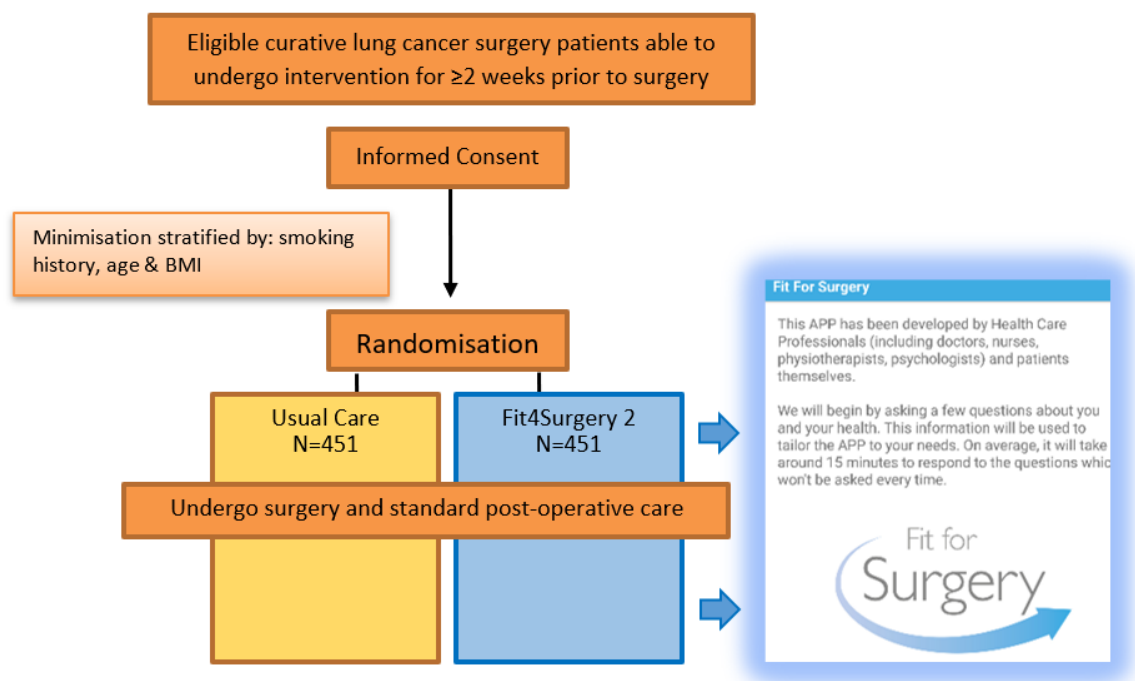 Eligible curative lung cancer surgery patients able to
undergo intervention for ≥2 weeks prior to surgery
Informed Consent
Minimisation stratified by: smoking
history, age & BMI
Randomisation
Usual Care
N=451
Fit4Surgery 2
N=451
Undergo surgery and standard post-operative care
Fit For Surgery
This APP has been developed by Health Care
Professionals (including doctors, nurses,
physiotherapists, psychologists) and patients
themselves.
We will begin by asking a few questions about you
and your health. This information will be used to
tailor the APP to your needs. On average, it will take
around 15 minutes to respond to the questions whic
won't be asked every time.
Fit for
Surgery